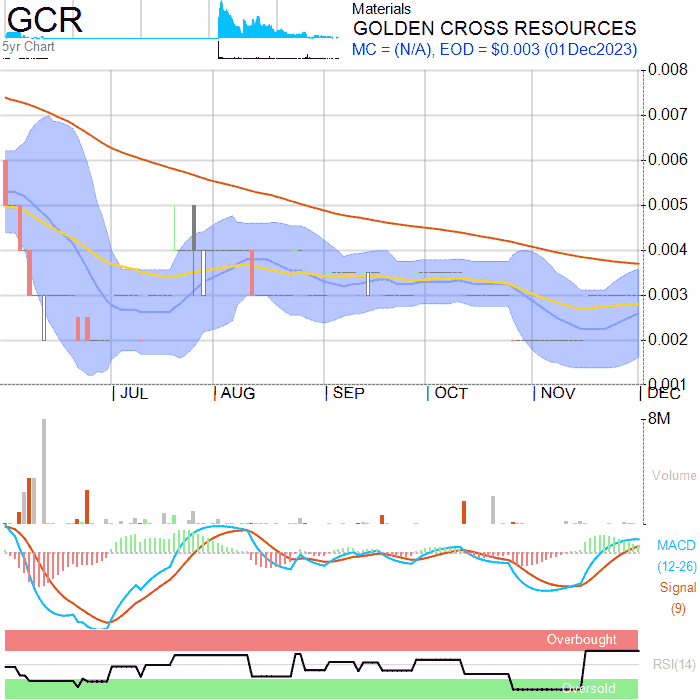 GCR
Materials
GOLDEN CROSS RESOURCES
5yr Chart
MC = (N/A), EOD = $0.003 (01Dec2023)
0.008
0.007
0.006
0.005
0.004
0.003
0.002
0.001
JUL
AUG
SEP
OCT
NOV
DEC
8M
Volume
MACD
(12-26)
Signal
(9)
Overbought
RSI(14)
Oversold